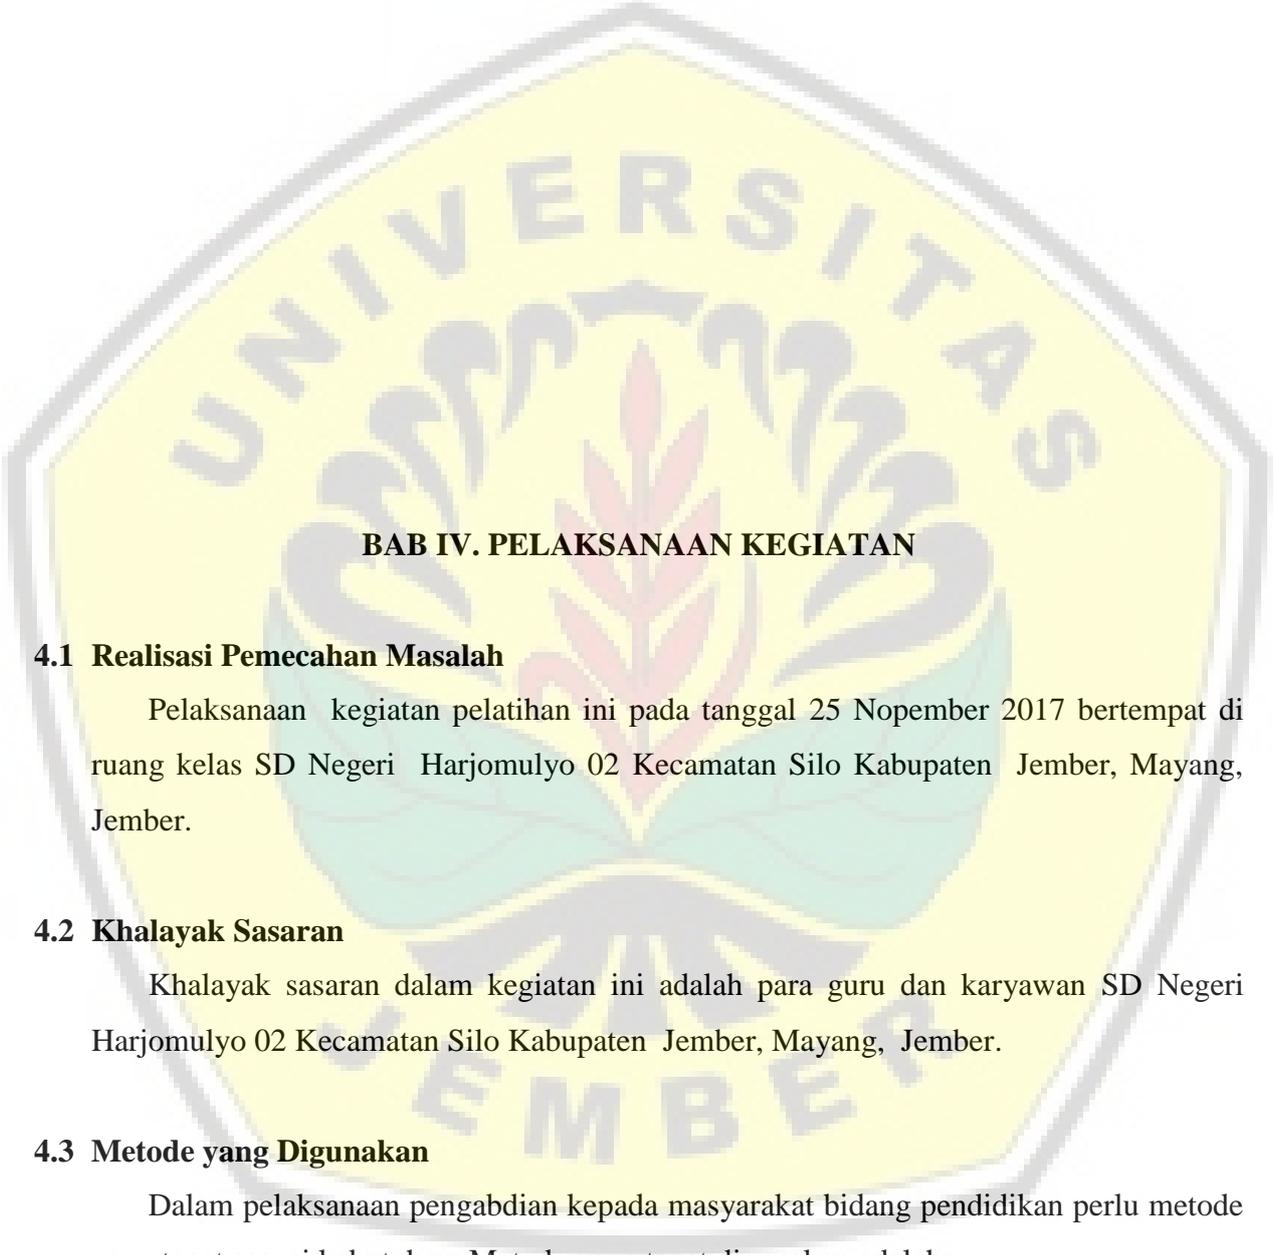 UNIVERSITAS
BAB IV. PELAKSANAAN KEGIATAN
4.1 Realisasi Pemecahan Masalah
Pelaksanaan kegiatan pelatihan ini pada tanggal 25 Nopember 2017 bertempat di
ruang kelas SD Negeri Harjomulyo 02 Kecamatan Silo Kabupaten Jember, Mayang,
Jember.
4.2 Khalayak Sasaran
Khalayak sasaran dalam kegiatan ini adalah para guru dan karyawan SD Negeri
Harjomulyo 02 Kecamatan Silo Kabupaten Jember, Mayang, Jember.
JEMBER
4.3 Metode yang Digunakan
Dalam pelaksanaan pengabdian kepada masyarakat bidang pendidikan perlu metode